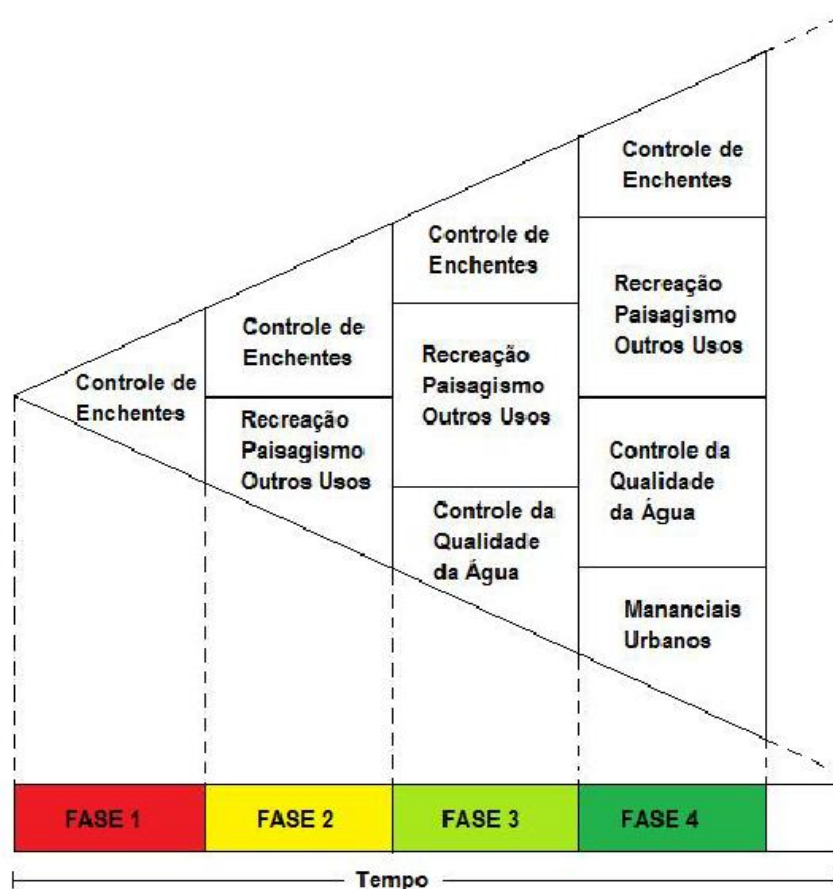 Controle de
Enchentes
Controle de
Enchentes
Recreação
Paisagismo
Outros Usos
Controle de
Enchentes
Recreação
Paisagismo
Outros Usos
Controle da
Qualidade
da Água
Controle de
Enchentes
Recreação
Paisagismo
Outros Usos
Controle da
Qualidade
da Água
Mananciais
Urbanos
FASE 1
FASE 2
FASE 3
FASE 4
Tempo